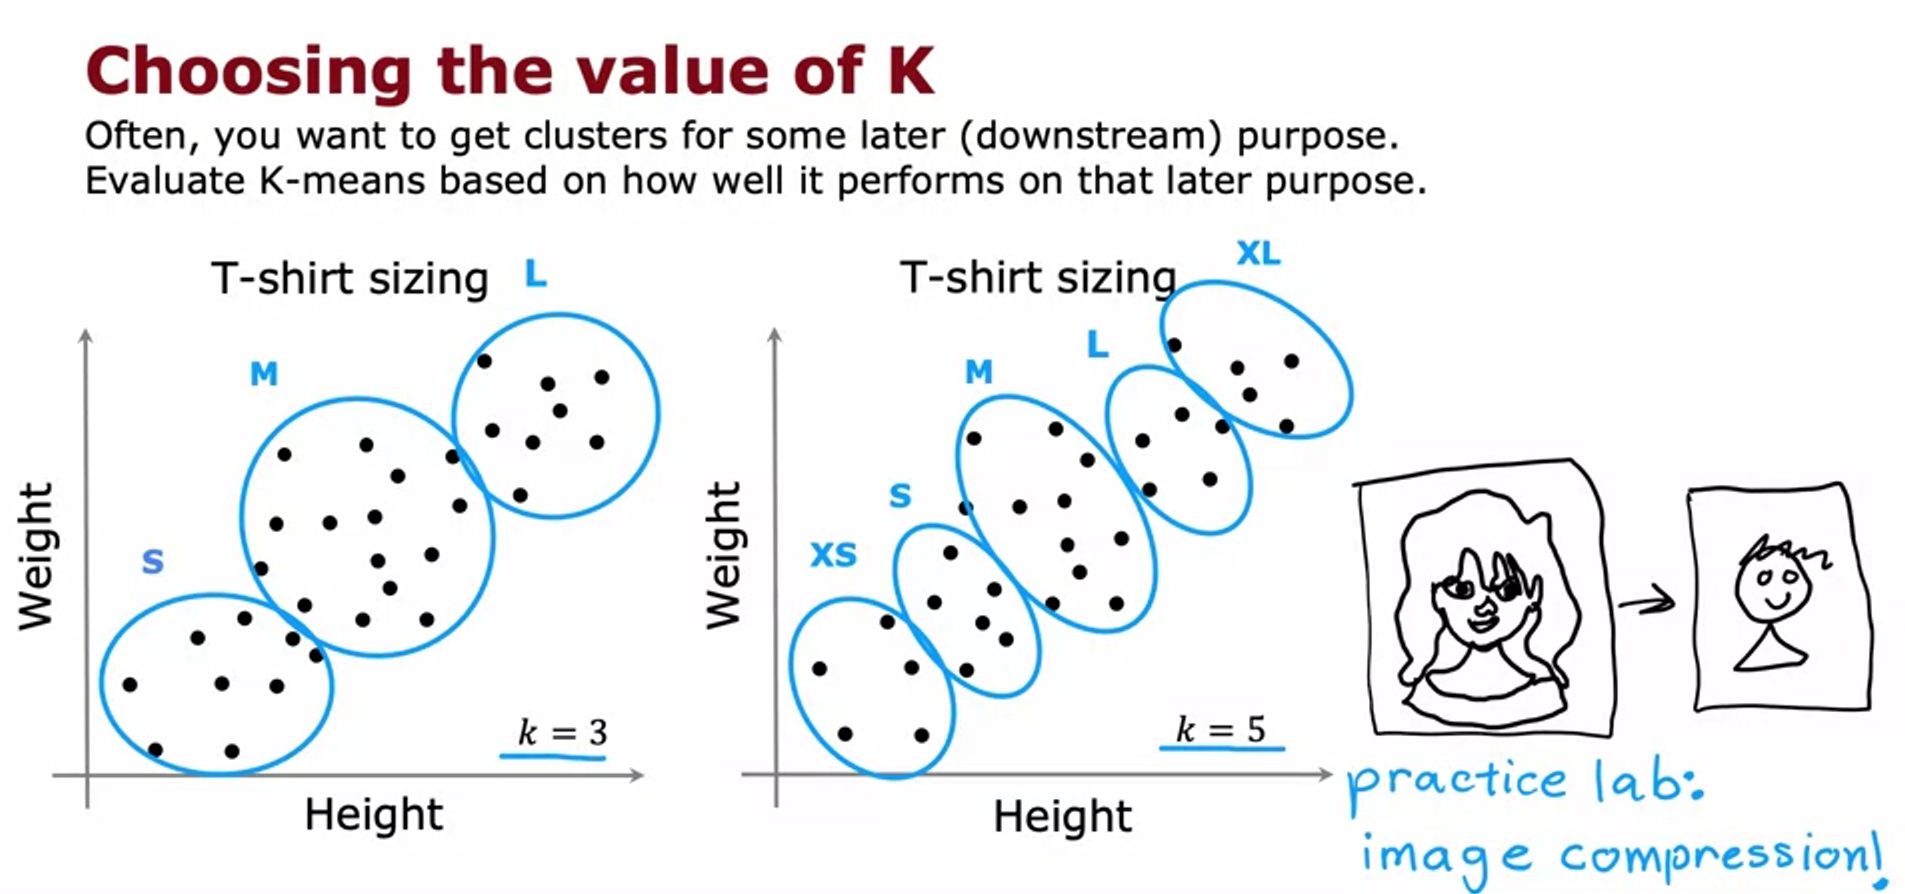 Choosing the value of K
Often, you want to get clusters for some later (downstream) purpose.
Evaluate K-means based on how well it performs on that later purpose.
T-shirt sizing
L
M
S
Weight
k = 3
Height
T-shirt sizing
XL
L
M
S
XS
Weight
k = 5
Height
practice lab:
image compression!